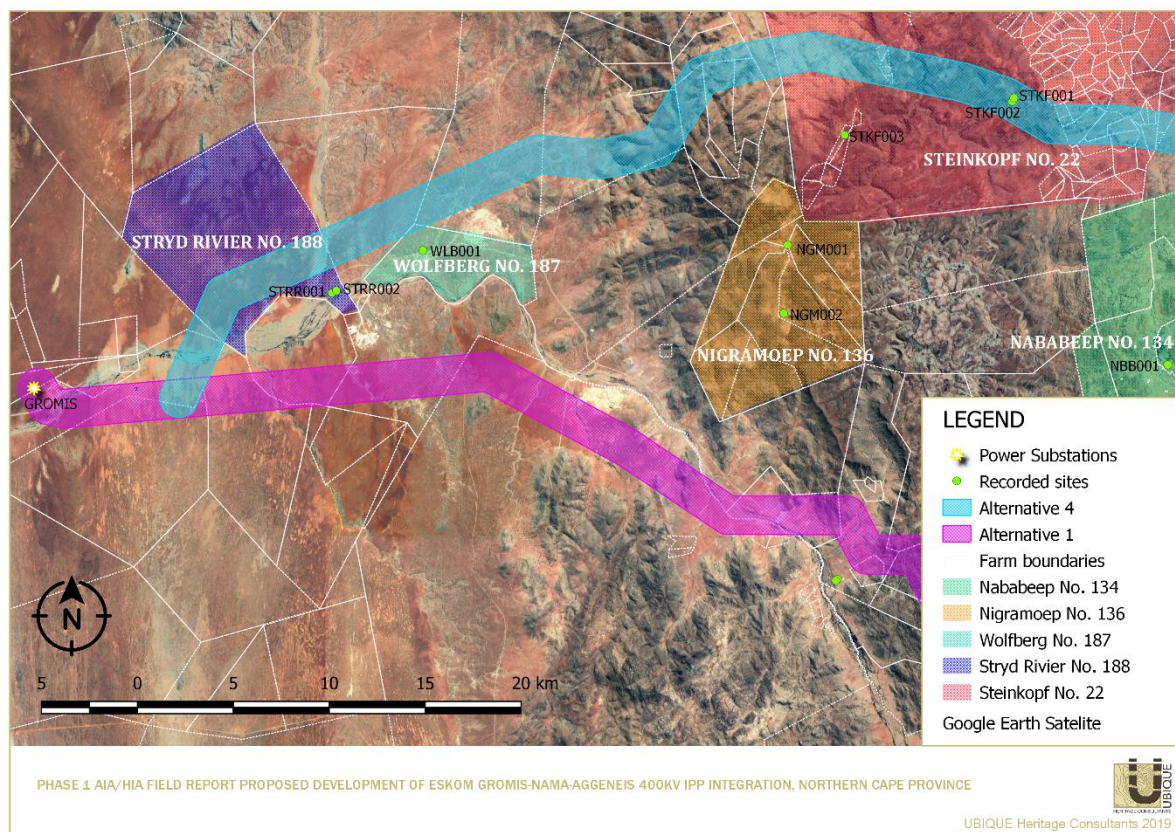 STKF001
STKF002
STKF003
STEINKOPF NO. 22
STRYD RIVIER NO. 188
WLB001
WOLFBERG NO. 187
NGM001
STRR001
STRR002
NGM002
NABABEEP NO. 134
NIGRAMOEP NO. 136
NBB001
GROMIS
LEGEND
Power Substations
Recorded sites
Alternative 4
Alternative 1
Farm boundaries
Nababeep No. 134
Nigramoep No. 136
Wolfberg No. 187
Stryd Rivier No. 188
Steinkopf No. 22
Google Earth Satelite
N
5 0 5 10 15 20 km
PHASE 1 AIA/HIA FIELD REPORT PROPOSED DEVELOPMENT OF ESKOM GROMIS-NAMA-AGGENEIS 400KV IPP INTEGRATION, NORTHERN CAPE PROVINCE
UBIQUE
HERITAGE CONSULTANTS
UBIQUE Heritage Consultants 2019